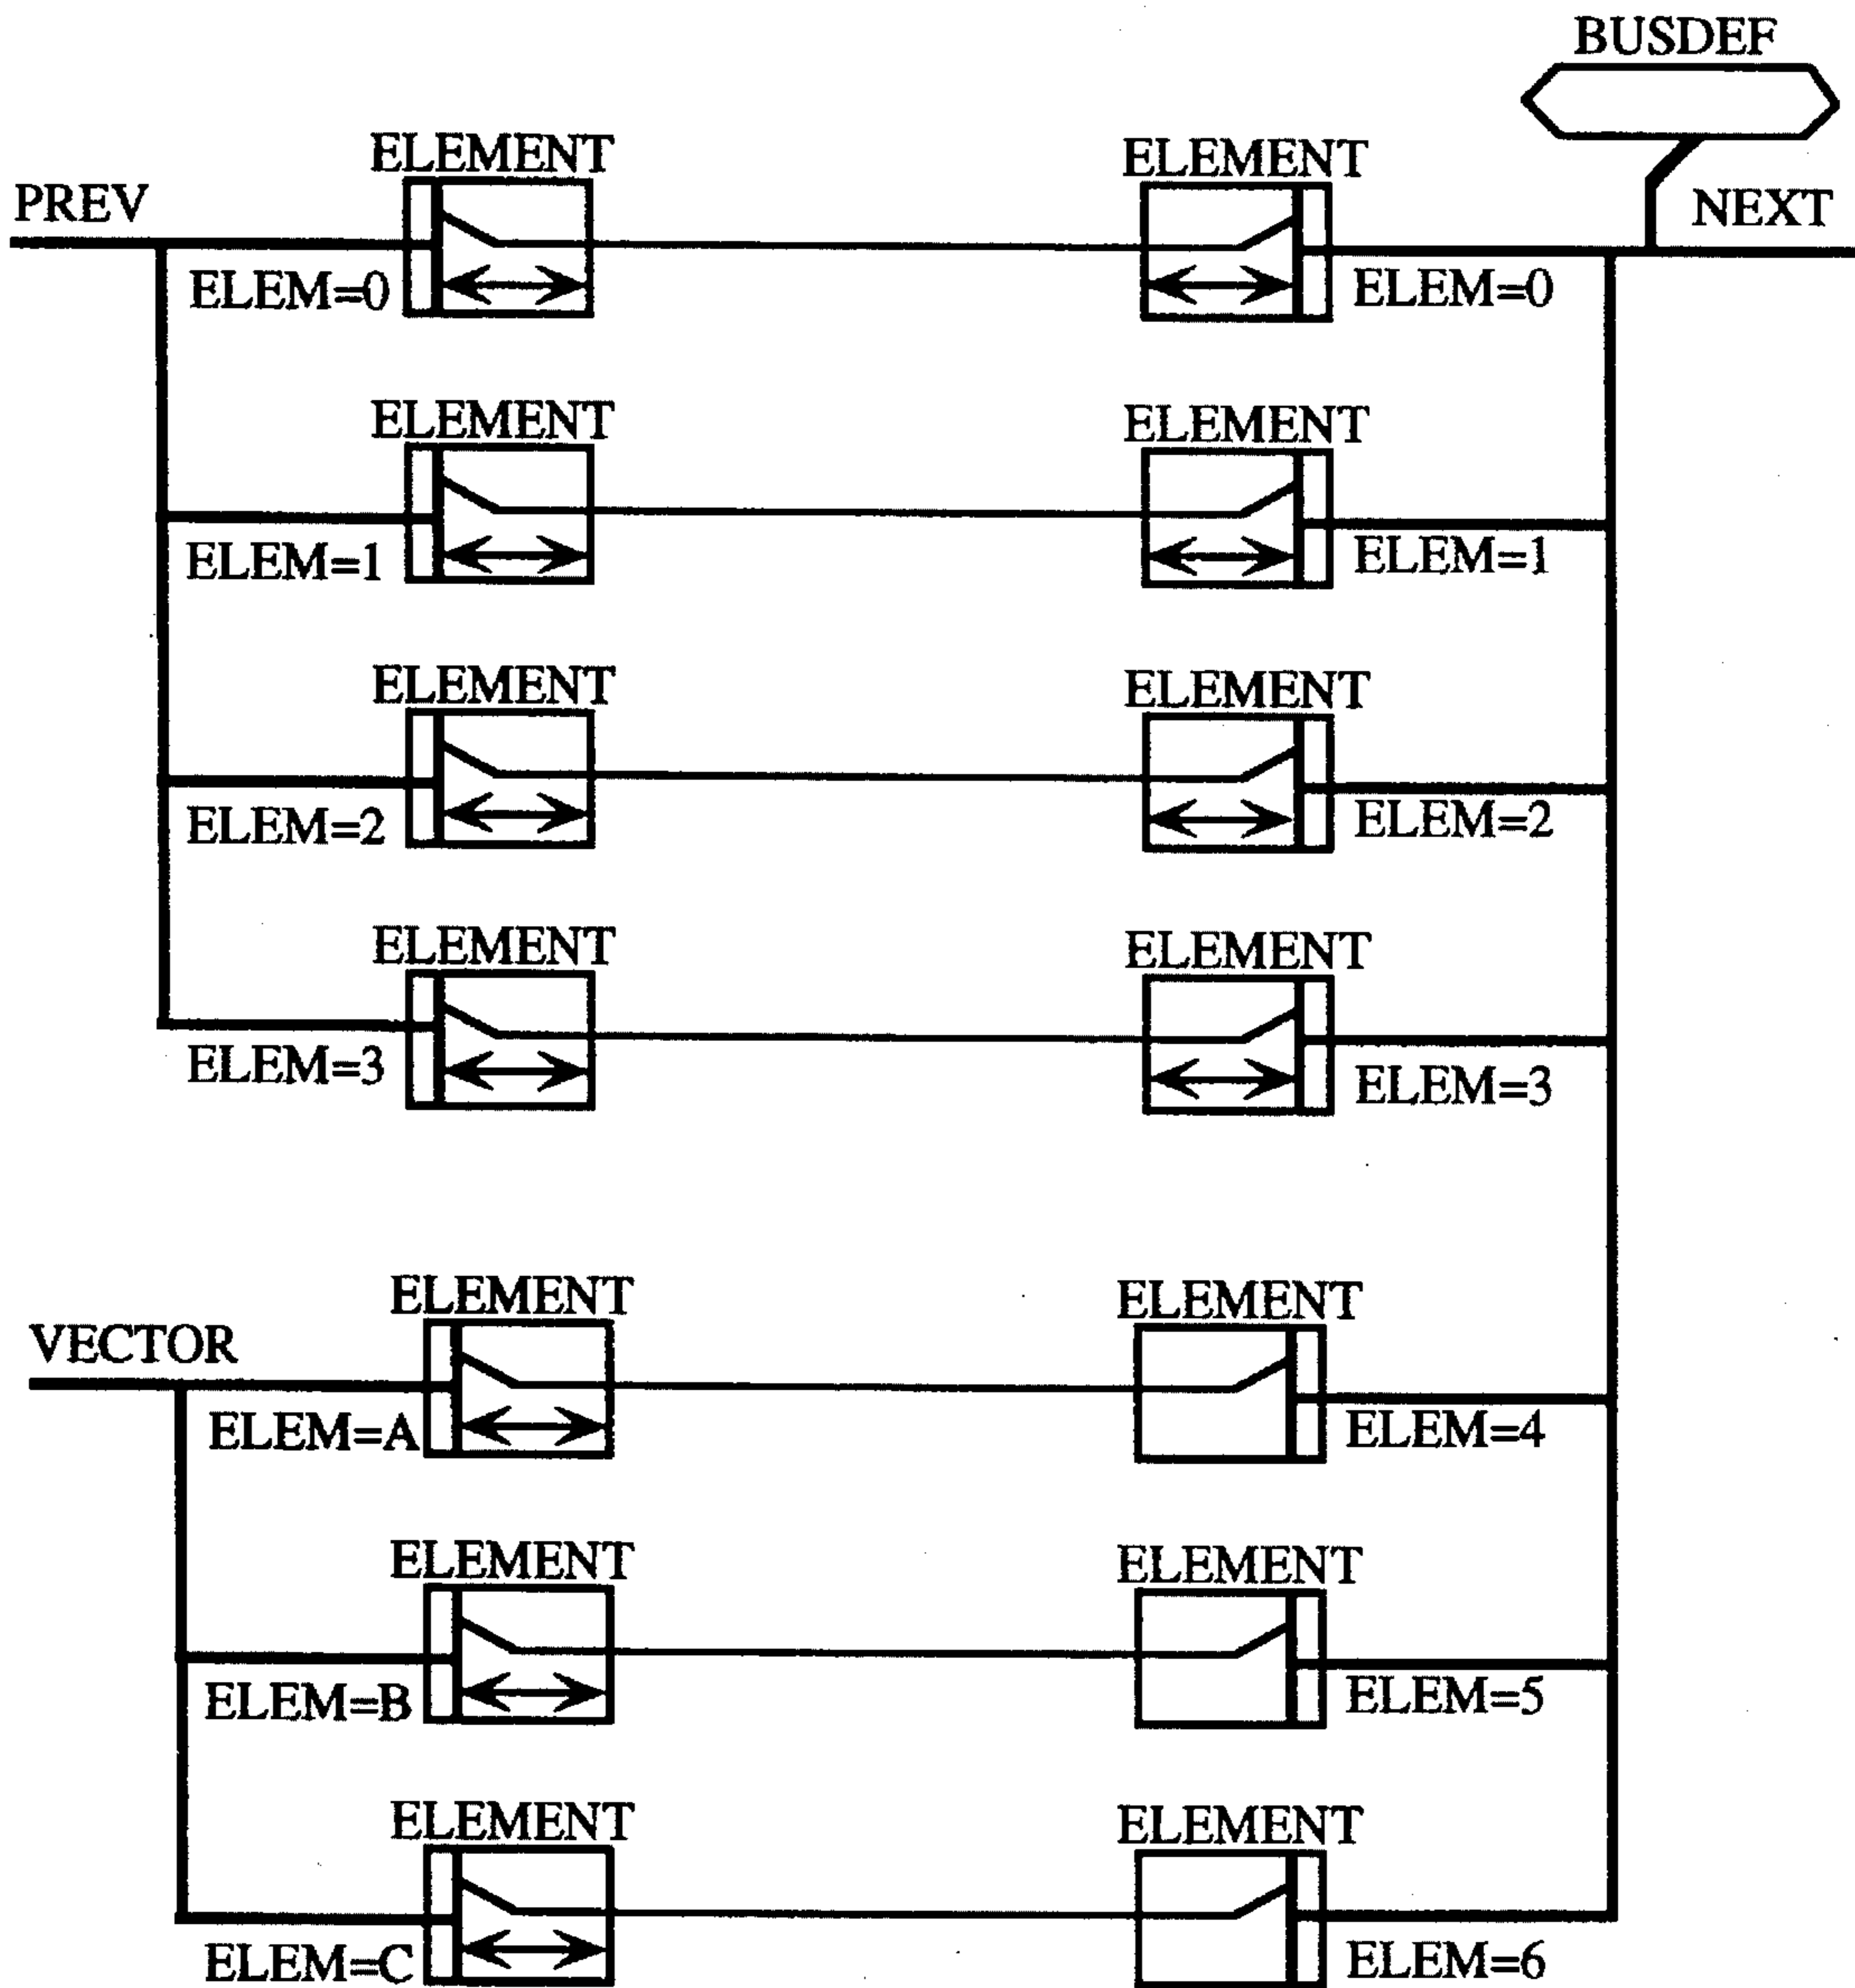 BUSDEF
ELEMENT ELEMENT
PREV NEXT
ELEM=0 ELEM=0
ELEMENT ELEMENT
ELEM=1 ELEM=1
ELEMENT ELEMENT
ELEM=2 ELEM=2
ELEMENT ELEMENT
ELEM=3 ELEM=3
ELEMENT ELEMENT
VECTOR
ELEM=A ELEM=4
ELEMENT ELEMENT
ELEM=B ELEM=5
ELEMENT ELEMENT
ELEM=C ELEM=6